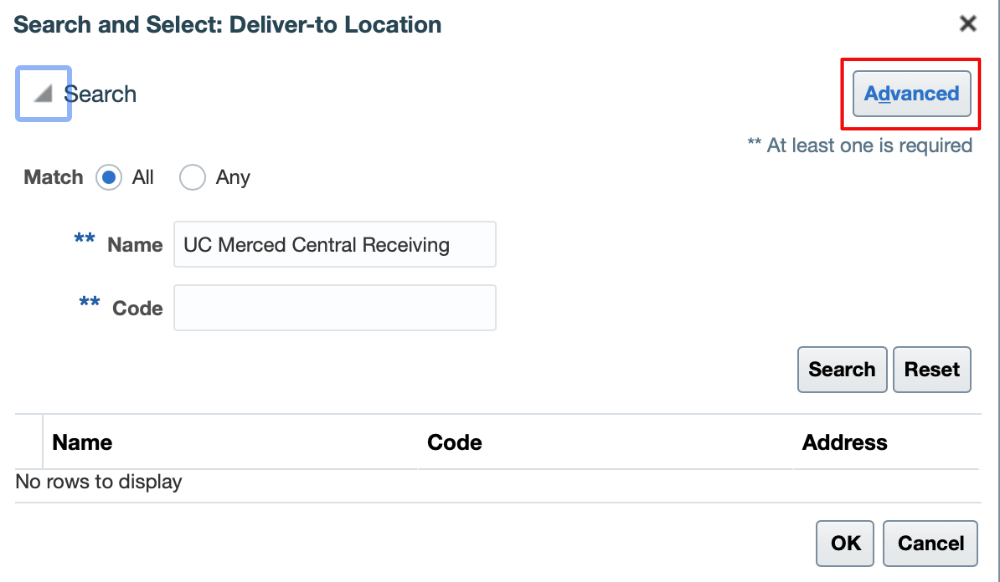 Search and Select: Deliver-to Location
Search
Advanced
** At least one is required
Match All Any
** Name UC Merced Central Receiving
** Code
Search Reset
Name Code Address
No rows to display
OK Cancel